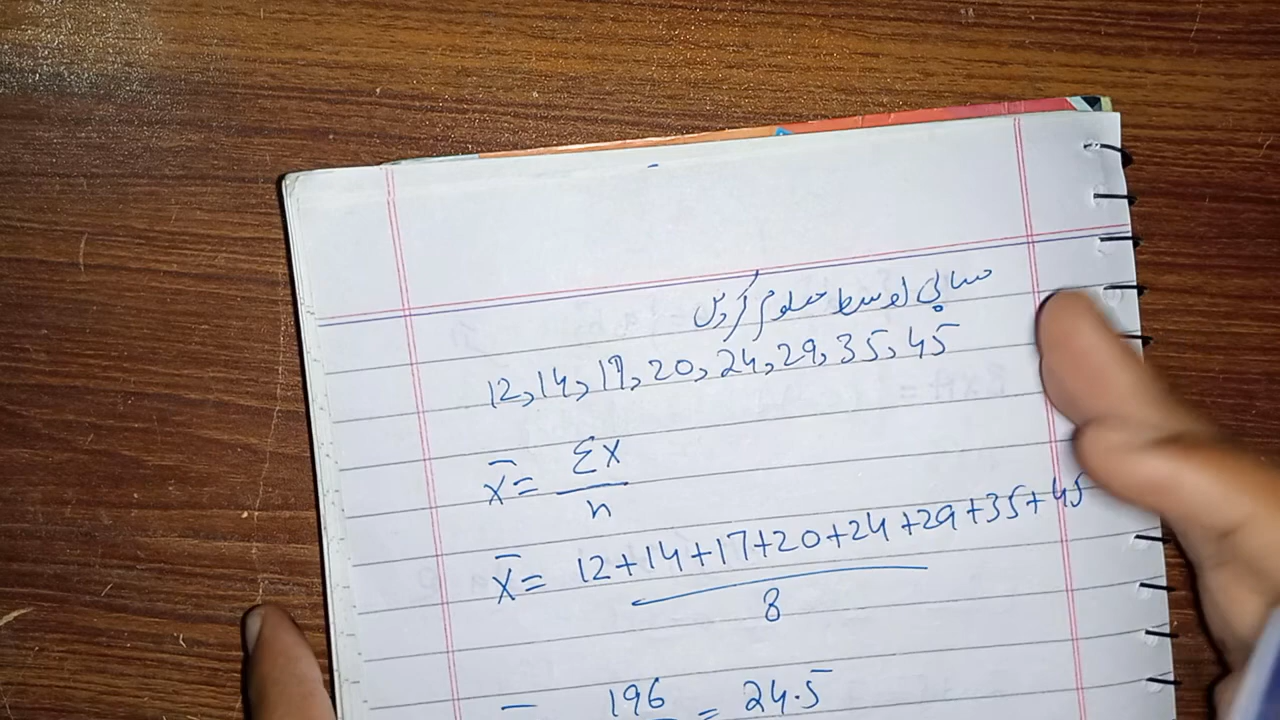 حسابی اوسط معلوم کریں
12, 14, 17, 20, 24, 29, 35, 45
x̄ = Σx / n
x̄ = 12+14+17+20+24+29+35+45 / 8
196 = 24.5